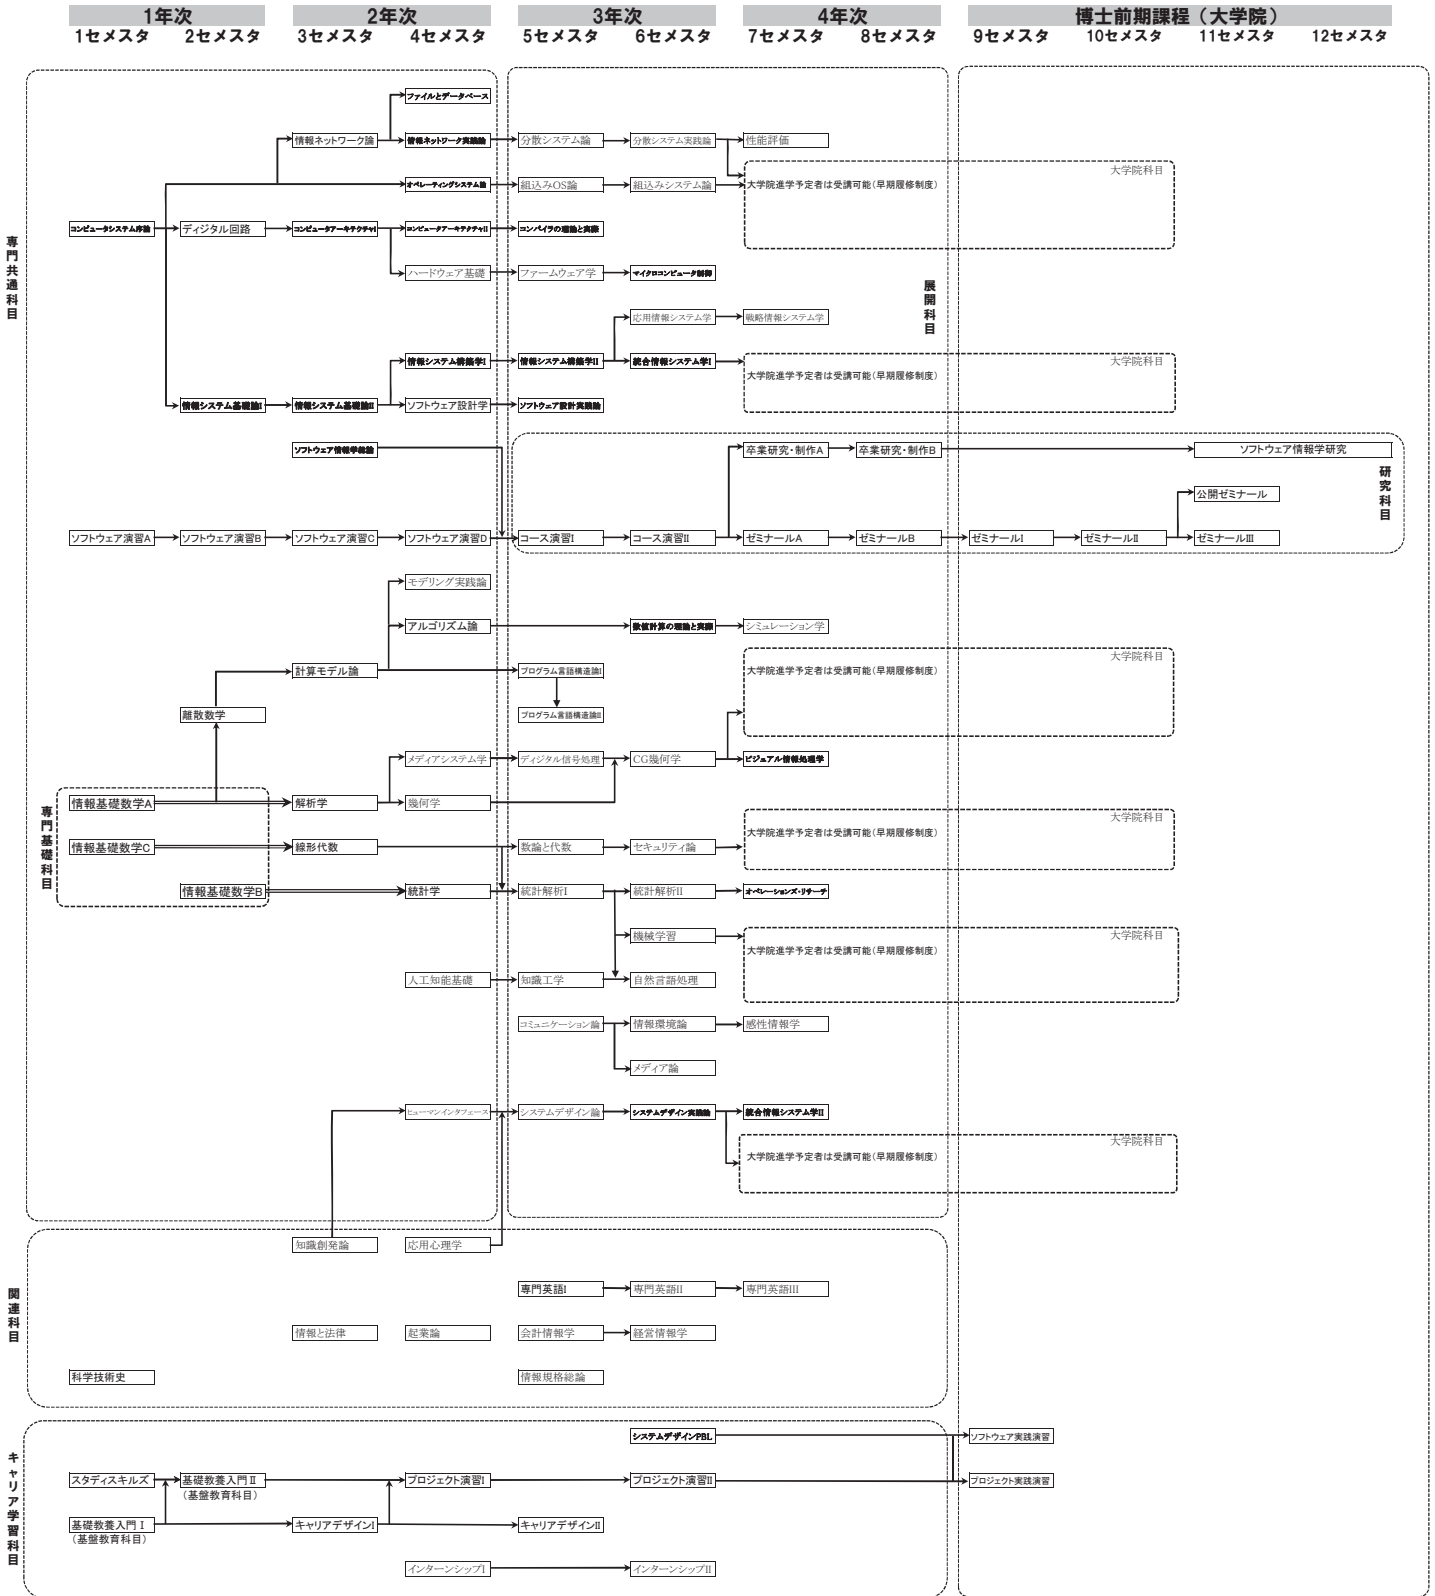 1年次 2年次 3年次 4年次 博士前期課程（大学院）
1セメスタ 2セメスタ 3セメスタ 4セメスタ 5セメスタ 6セメスタ 7セメスタ 8セメスタ 9セメスタ 10セメスタ 11セメスタ 12セメスタ
ファイルとデータベース
情報ネットワーク論 情報ネットワーク実践論 分散システム論 分散システム実践論 性能評価
大学院科目
オペレーティングシステム論 組込みOS論 組込みシステム論 大学院進学予定者は受講可能（早期履修制度）
コンピュータシステム序論 ディジタル回路 コンピュータアーキテクチャI コンピュータアーキテクチャII コンパイラの理論と実際
専門共通科目
ハードウェア基礎 ファームウェア学 マイクロコンピュータ制御
展開科目
応用情報システム学 戦略情報システム学
情報システム構築学I 情報システム構築学II 統合情報システム学I 大学院科目
大学院進学予定者は受講可能（早期履修制度）
情報システム基礎論I 情報システム基礎論II ソフトウェア設計学 ソフトウェア設計実践論
ソフトウェア情報学総論 卒業研究・制作A 卒業研究・制作B ソフトウェア情報学研究
研究科目
公開ゼミナール
ソフトウェア演習A ソフトウェア演習B ソフトウェア演習C ソフトウェア演習D コース演習I コース演習II ゼミナールA ゼミナールB ゼミナールI ゼミナールII ゼミナールIII
モデリング実践論
アルゴリズム論 数値計算の理論と実際 シミュレーション学
大学院科目
計算モデル論 プログラム言語構造論I 大学院進学予定者は受講可能（早期履修制度）
離散数学 プログラム言語構造論II
メディアシステム学 ディジタル信号処理 CG幾何学 ビジュアル情報処理学
専門基礎科目
情報基礎数学A 解析学 幾何学
大学院科目
大学院進学予定者は受講可能（早期履修制度）
情報基礎数学C 線形代数 数論と代数 セキュリティ論
情報基礎数学B 統計学 統計解析I 統計解析II オペレーションズ・リサーチ
機械学習 大学院科目
大学院進学予定者は受講可能（早期履修制度）
人工知能基礎 知識工学 自然言語処理
コミュニケーション論 情報環境論 感性情報学
メディア論
ヒューマンインタフェース システムデザイン論 システムデザイン実践論 統合情報システム学II
大学院科目
大学院進学予定者は受講可能（早期履修制度）
知識創発論 応用心理学
関連科目
専門英語I 専門英語II 専門英語III
情報と法律 起業論 会計情報学 経営情報学
科学技術史 情報規格総論
キャリア学習科目
システムデザインPBL ソフトウェア実践演習
スタディスキルズ 基礎教養入門Ⅱ プロジェクト演習I プロジェクト演習II プロジェクト実践演習
（基盤教育科目）
基礎教養入門Ⅰ キャリアデザインI キャリアデザインII
（基盤教育科目）
インターンシップI インターンシップII